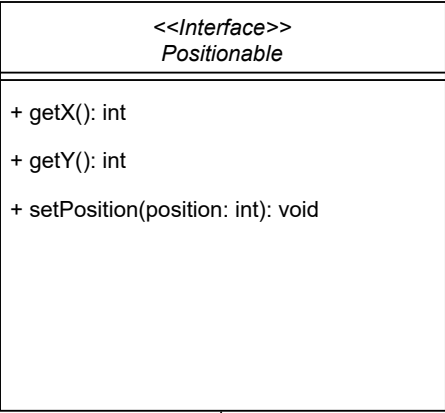 <<Interface>>
Positionable
+ getX(): int
+ getY(): int
+ setPosition(position: int): void